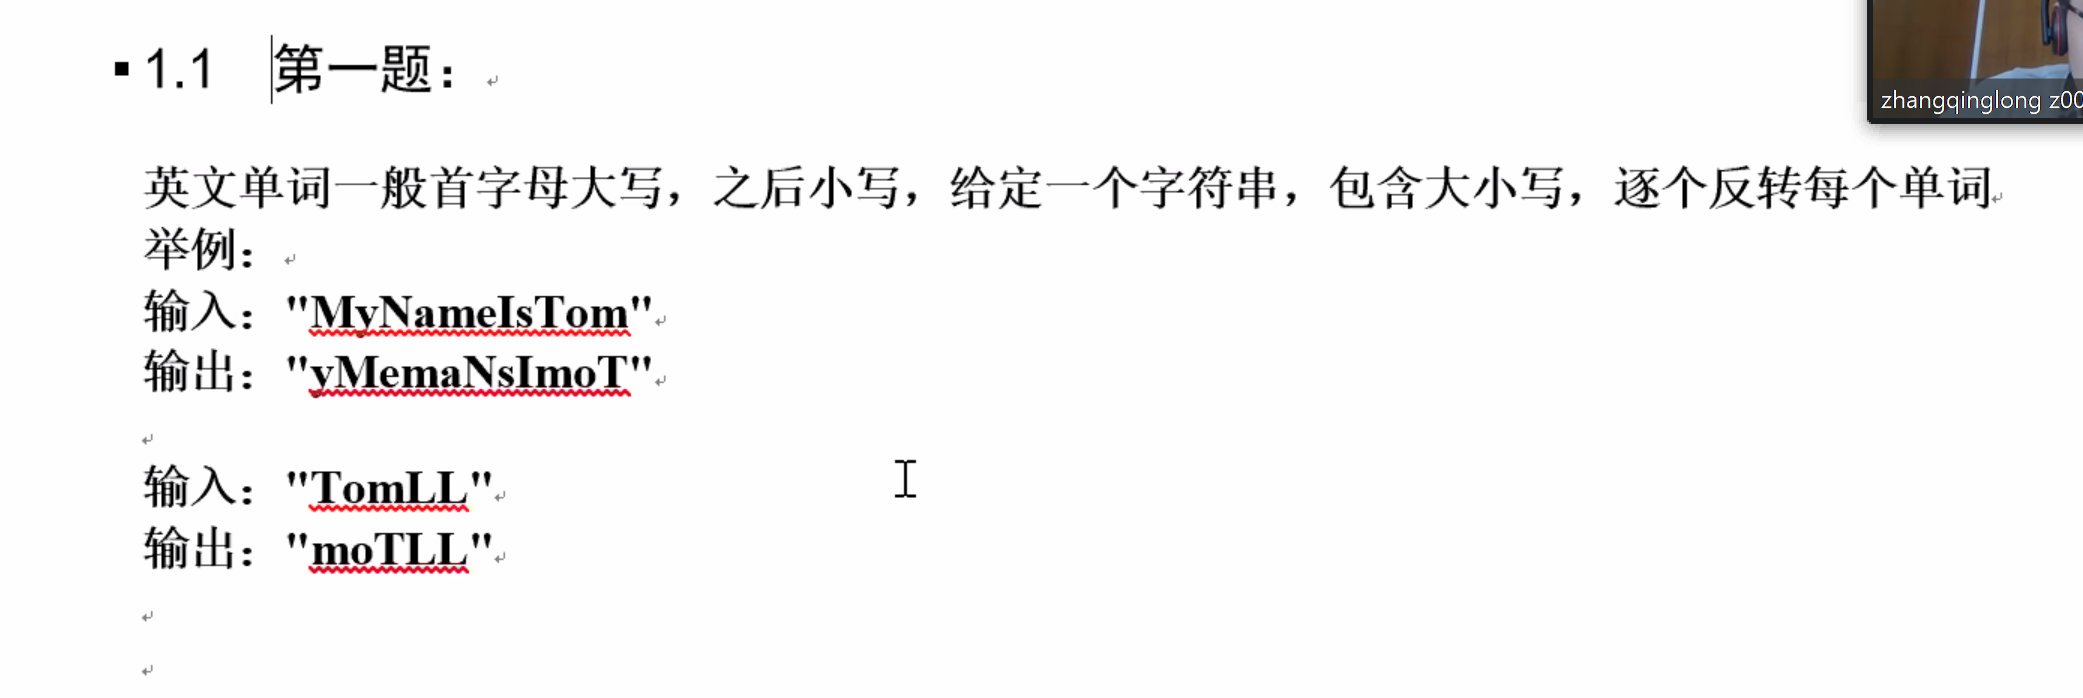 ▪ 1.1 第一题：
zhangqinglong z00
英文单词一般首字母大写，之后小写，给定一个字符串，包含大小写，逐个反转每个单词
举例：
输入："MyNameIsTom"
输出："yMemaNsImoT"
输入："TomLL"
输出："moTLL"